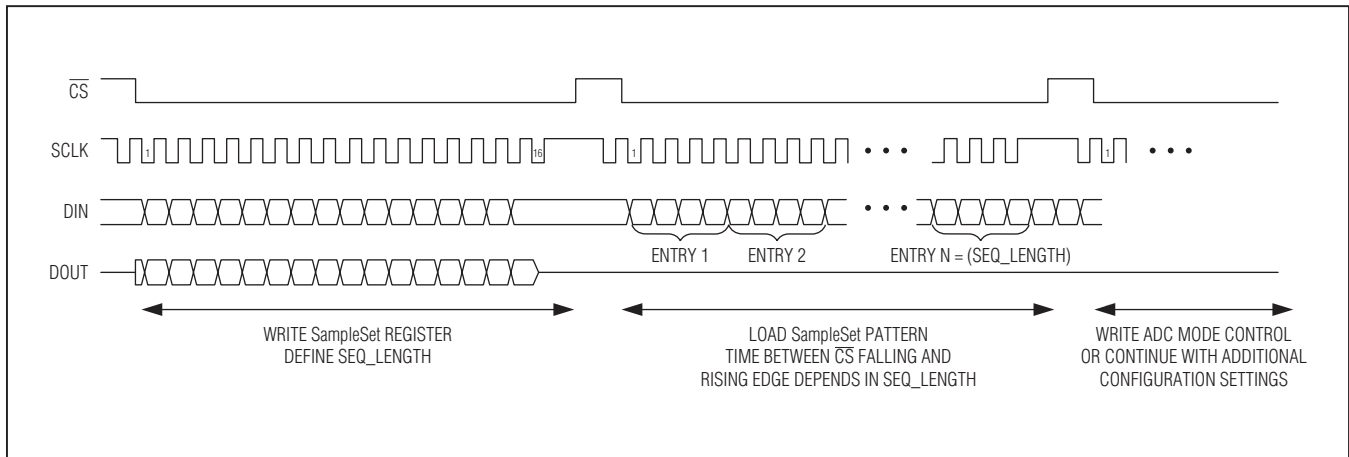 CS
SCLK
1
16
1
• • •
1
• • •
DIN
• • •
ENTRY 1
ENTRY 2
ENTRY N = (SEQ_LENGTH)
DOUT
WRITE SampleSet REGISTER
DEFINE SEQ_LENGTH
LOAD SampleSet PATTERN
TIME BETWEEN CS FALLING AND
RISING EDGE DEPENDS IN SEQ_LENGTH
WRITE ADC MODE CONTROL
OR CONTINUE WITH ADDITIONAL
CONFIGURATION SETTINGS